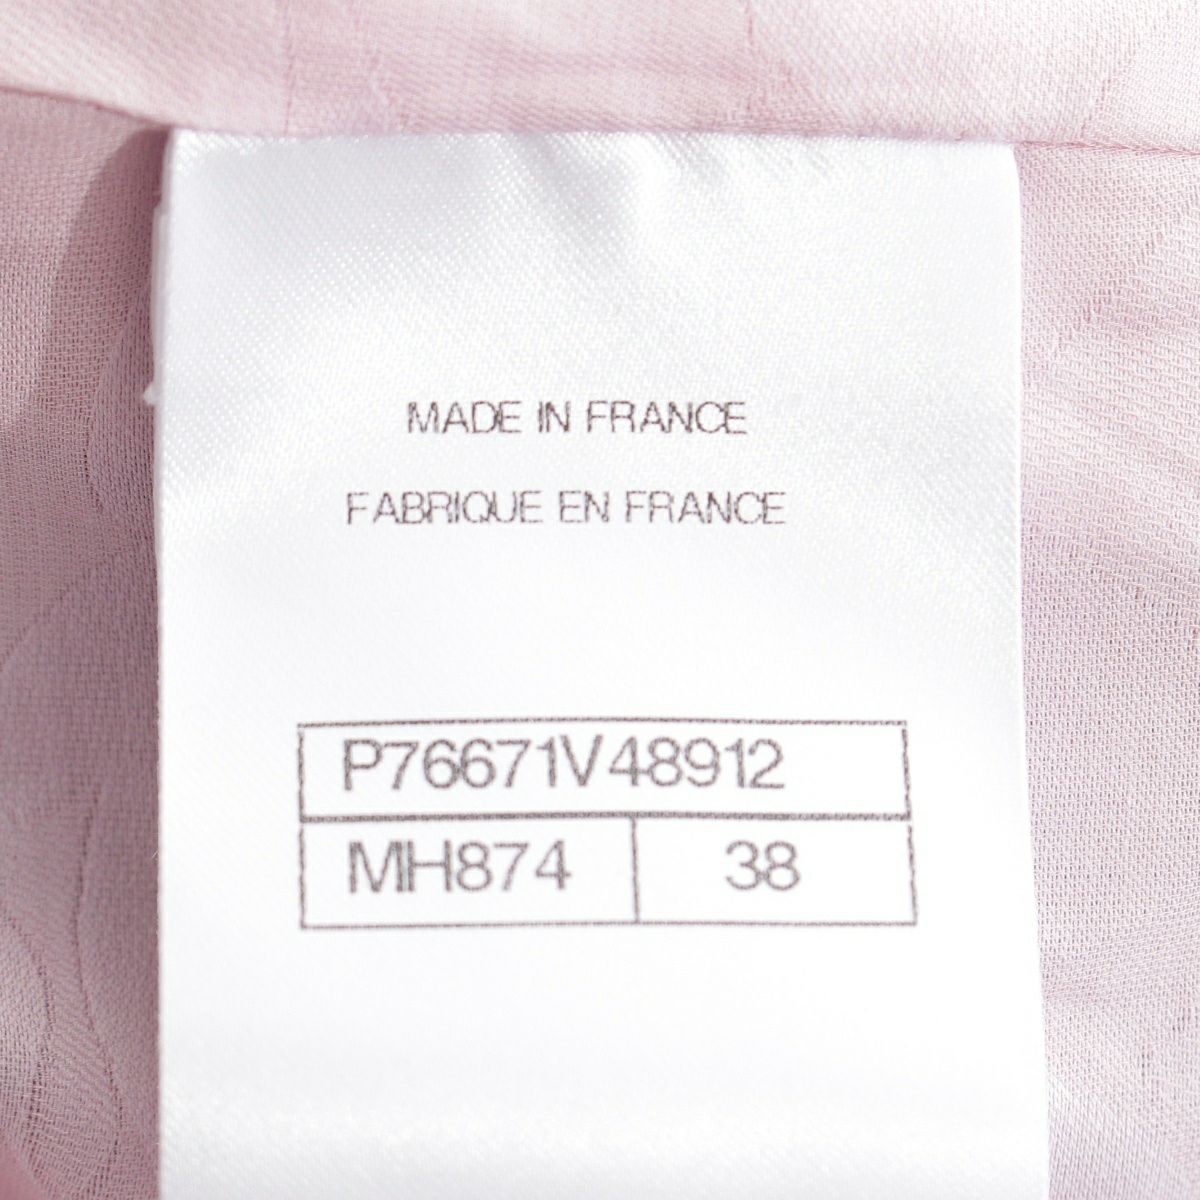 MADE IN FRANCE
FABRIQUE EN FRANCE
P76671V48912
MH874 38